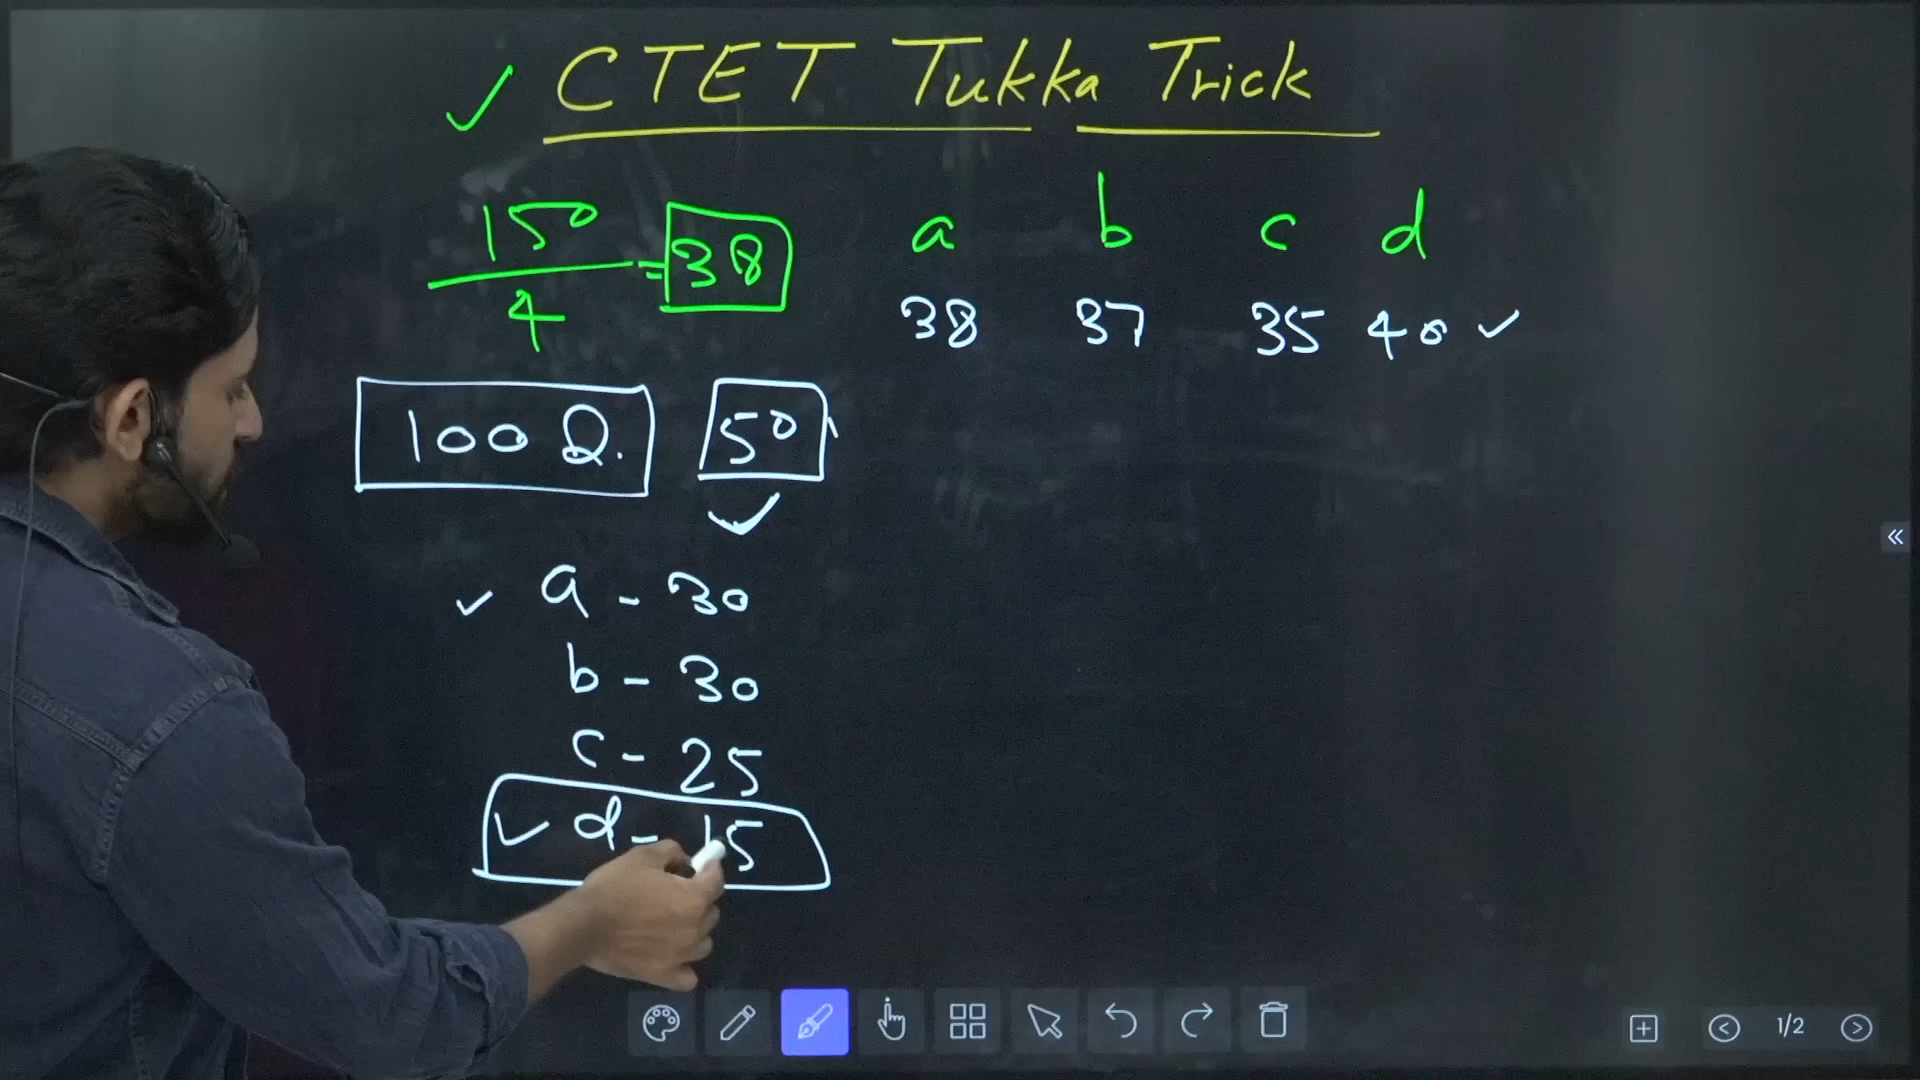 ✓ CTET Tukka Trick
150/4 = 38
a b c d
38 37 35 40 ✓
100 Q. 50
✓
✓ a - 30
b - 30
c - 25
✓ d - 15
1/2